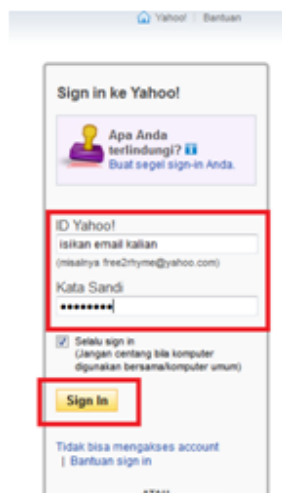 Yahoo! | Bantuan
Sign in ke Yahoo!
Apa Anda
terlindungi?
Buat segel sign-in Anda.
ID Yahoo!
isikan email kalian
(misalnya free2rhyme@yahoo.com)
Kata Sandi
••••••••
Selalu sign in
(Jangan centang bila komputer
digunakan bersama/komputer umum)
Sign In
Tidak bisa mengakses account
| Bantuan sign in
ATAU